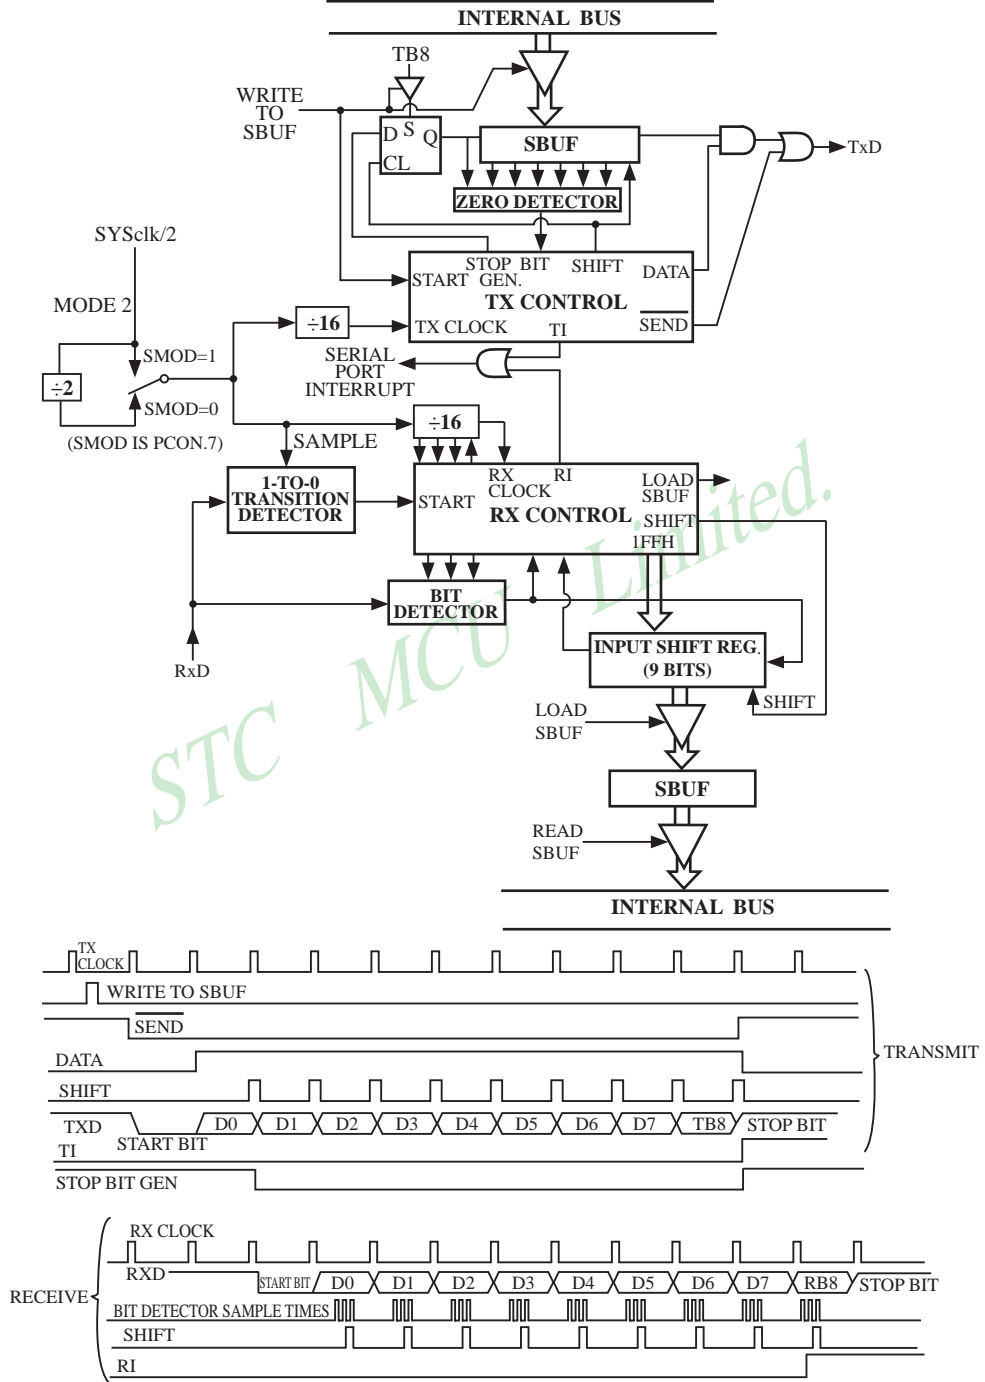 INTERNAL BUS
TB8
WRITE
TO
SBUF
D S Q
CL
SBUF
TxD
ZERO DETECTOR
SYSclk/2
STOP BIT
GEN.
SHIFT
START
DATA
TX CONTROL
MODE 2
÷16
TX CLOCK
TI
SEND
SMOD=1
SERIAL
PORT
INTERRUPT
÷2
SMOD=0
(SMOD IS PCON.7)
÷16
SAMPLE
1-TO-0
TRANSITION
DETECTOR
START
RX
CLOCK
RI
LOAD
SBUF
RX CONTROL
SHIFT
1FFH
BIT
DETECTOR
RxD
INPUT SHIFT REG.
(9 BITS)
SHIFT
LOAD
SBUF
SBUF
READ
SBUF
INTERNAL BUS
STC MCU Limited.
TX
CLOCK
WRITE TO SBUF
SEND
DATA
TRANSMIT
SHIFT
TXD
START BIT
D0 D1 D2 D3 D4 D5 D6 D7 TB8 STOP BIT
TI
STOP BIT GEN
RX CLOCK
RXD
START BIT D0 D1 D2 D3 D4 D5 D6 D7 RB8 STOP BIT
RECEIVE
BIT DETECTOR SAMPLE TIMES
SHIFT
RI